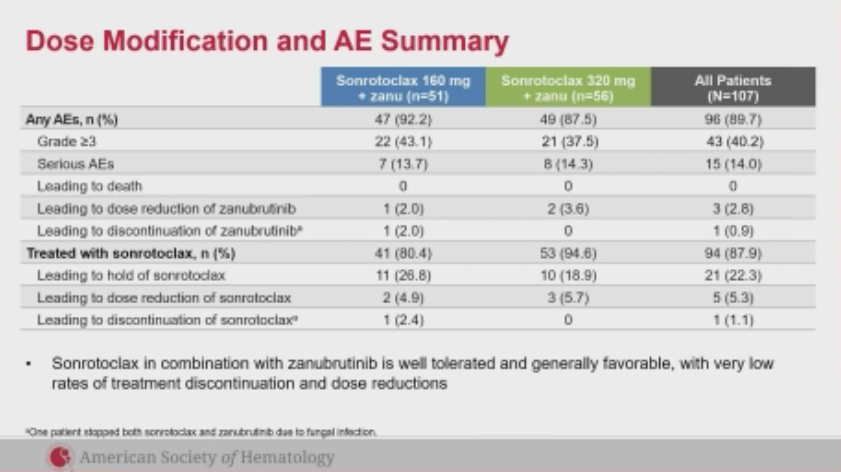 Dose Modification and AE Summary
Sonrotoclax 160 mg + zanu (n=51) Sonrotoclax 320 mg + zanu (n=56) All Patients (N=107)
Any AEs, n (%) 47 (92.2) 49 (87.5) 96 (89.7)
Grade ≥3 22 (43.1) 21 (37.5) 43 (40.2)
Serious AEs 7 (13.7) 8 (14.3) 15 (14.0)
Leading to death 0 0 0
Leading to dose reduction of zanubrutinib 1 (2.0) 2 (3.6) 3 (2.8)
Leading to discontinuation of zanubrutinibª 1 (2.0) 0 1 (0.9)
Treated with sonrotoclax, n (%) 41 (80.4) 53 (94.6) 94 (87.9)
Leading to hold of sonrotoclax 11 (26.8) 10 (18.9) 21 (22.3)
Leading to dose reduction of sonrotoclax 2 (4.9) 3 (5.7) 5 (5.3)
Leading to discontinuation of sonrotoclaxª 1 (2.4) 0 1 (1.1)
• Sonrotoclax in combination with zanubrutinib is well tolerated and generally favorable, with very low
rates of treatment discontinuation and dose reductions
ªOne patient stopped both sonrotoclax and zanubrutinib due to fungal infection.
American Society of Hematology